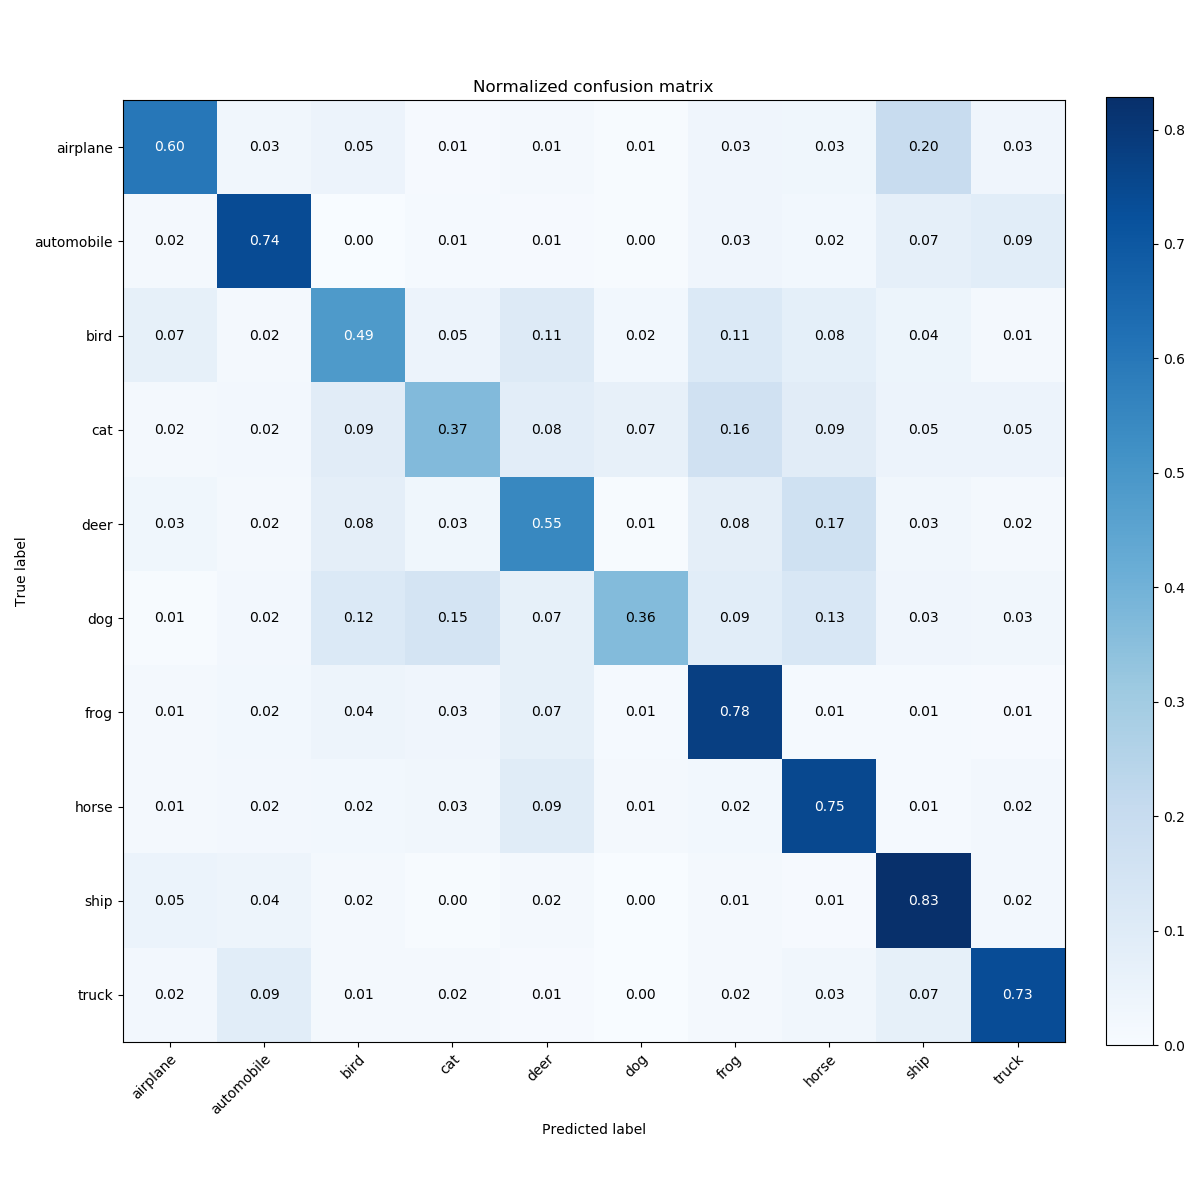 Normalized confusion matrix
airplane 0.60 0.03 0.05 0.01 0.01 0.01 0.03 0.03 0.20 0.03
automobile 0.02 0.74 0.00 0.01 0.01 0.00 0.03 0.02 0.07 0.09
bird 0.07 0.02 0.49 0.05 0.11 0.02 0.11 0.08 0.04 0.01
cat 0.02 0.02 0.09 0.37 0.08 0.07 0.16 0.09 0.05 0.05
deer 0.03 0.02 0.08 0.03 0.55 0.01 0.08 0.17 0.03 0.02
dog 0.01 0.02 0.12 0.15 0.07 0.36 0.09 0.13 0.03 0.03
frog 0.01 0.02 0.04 0.03 0.07 0.01 0.78 0.01 0.01 0.01
horse 0.01 0.02 0.02 0.03 0.09 0.01 0.02 0.75 0.01 0.02
ship 0.05 0.04 0.02 0.00 0.02 0.00 0.01 0.01 0.83 0.02
truck 0.02 0.09 0.01 0.02 0.01 0.00 0.02 0.03 0.07 0.73
airplane automobile bird cat deer dog frog horse ship truck
Predicted label
True label
0.8
0.7
0.6
0.5
0.4
0.3
0.2
0.1
0.0